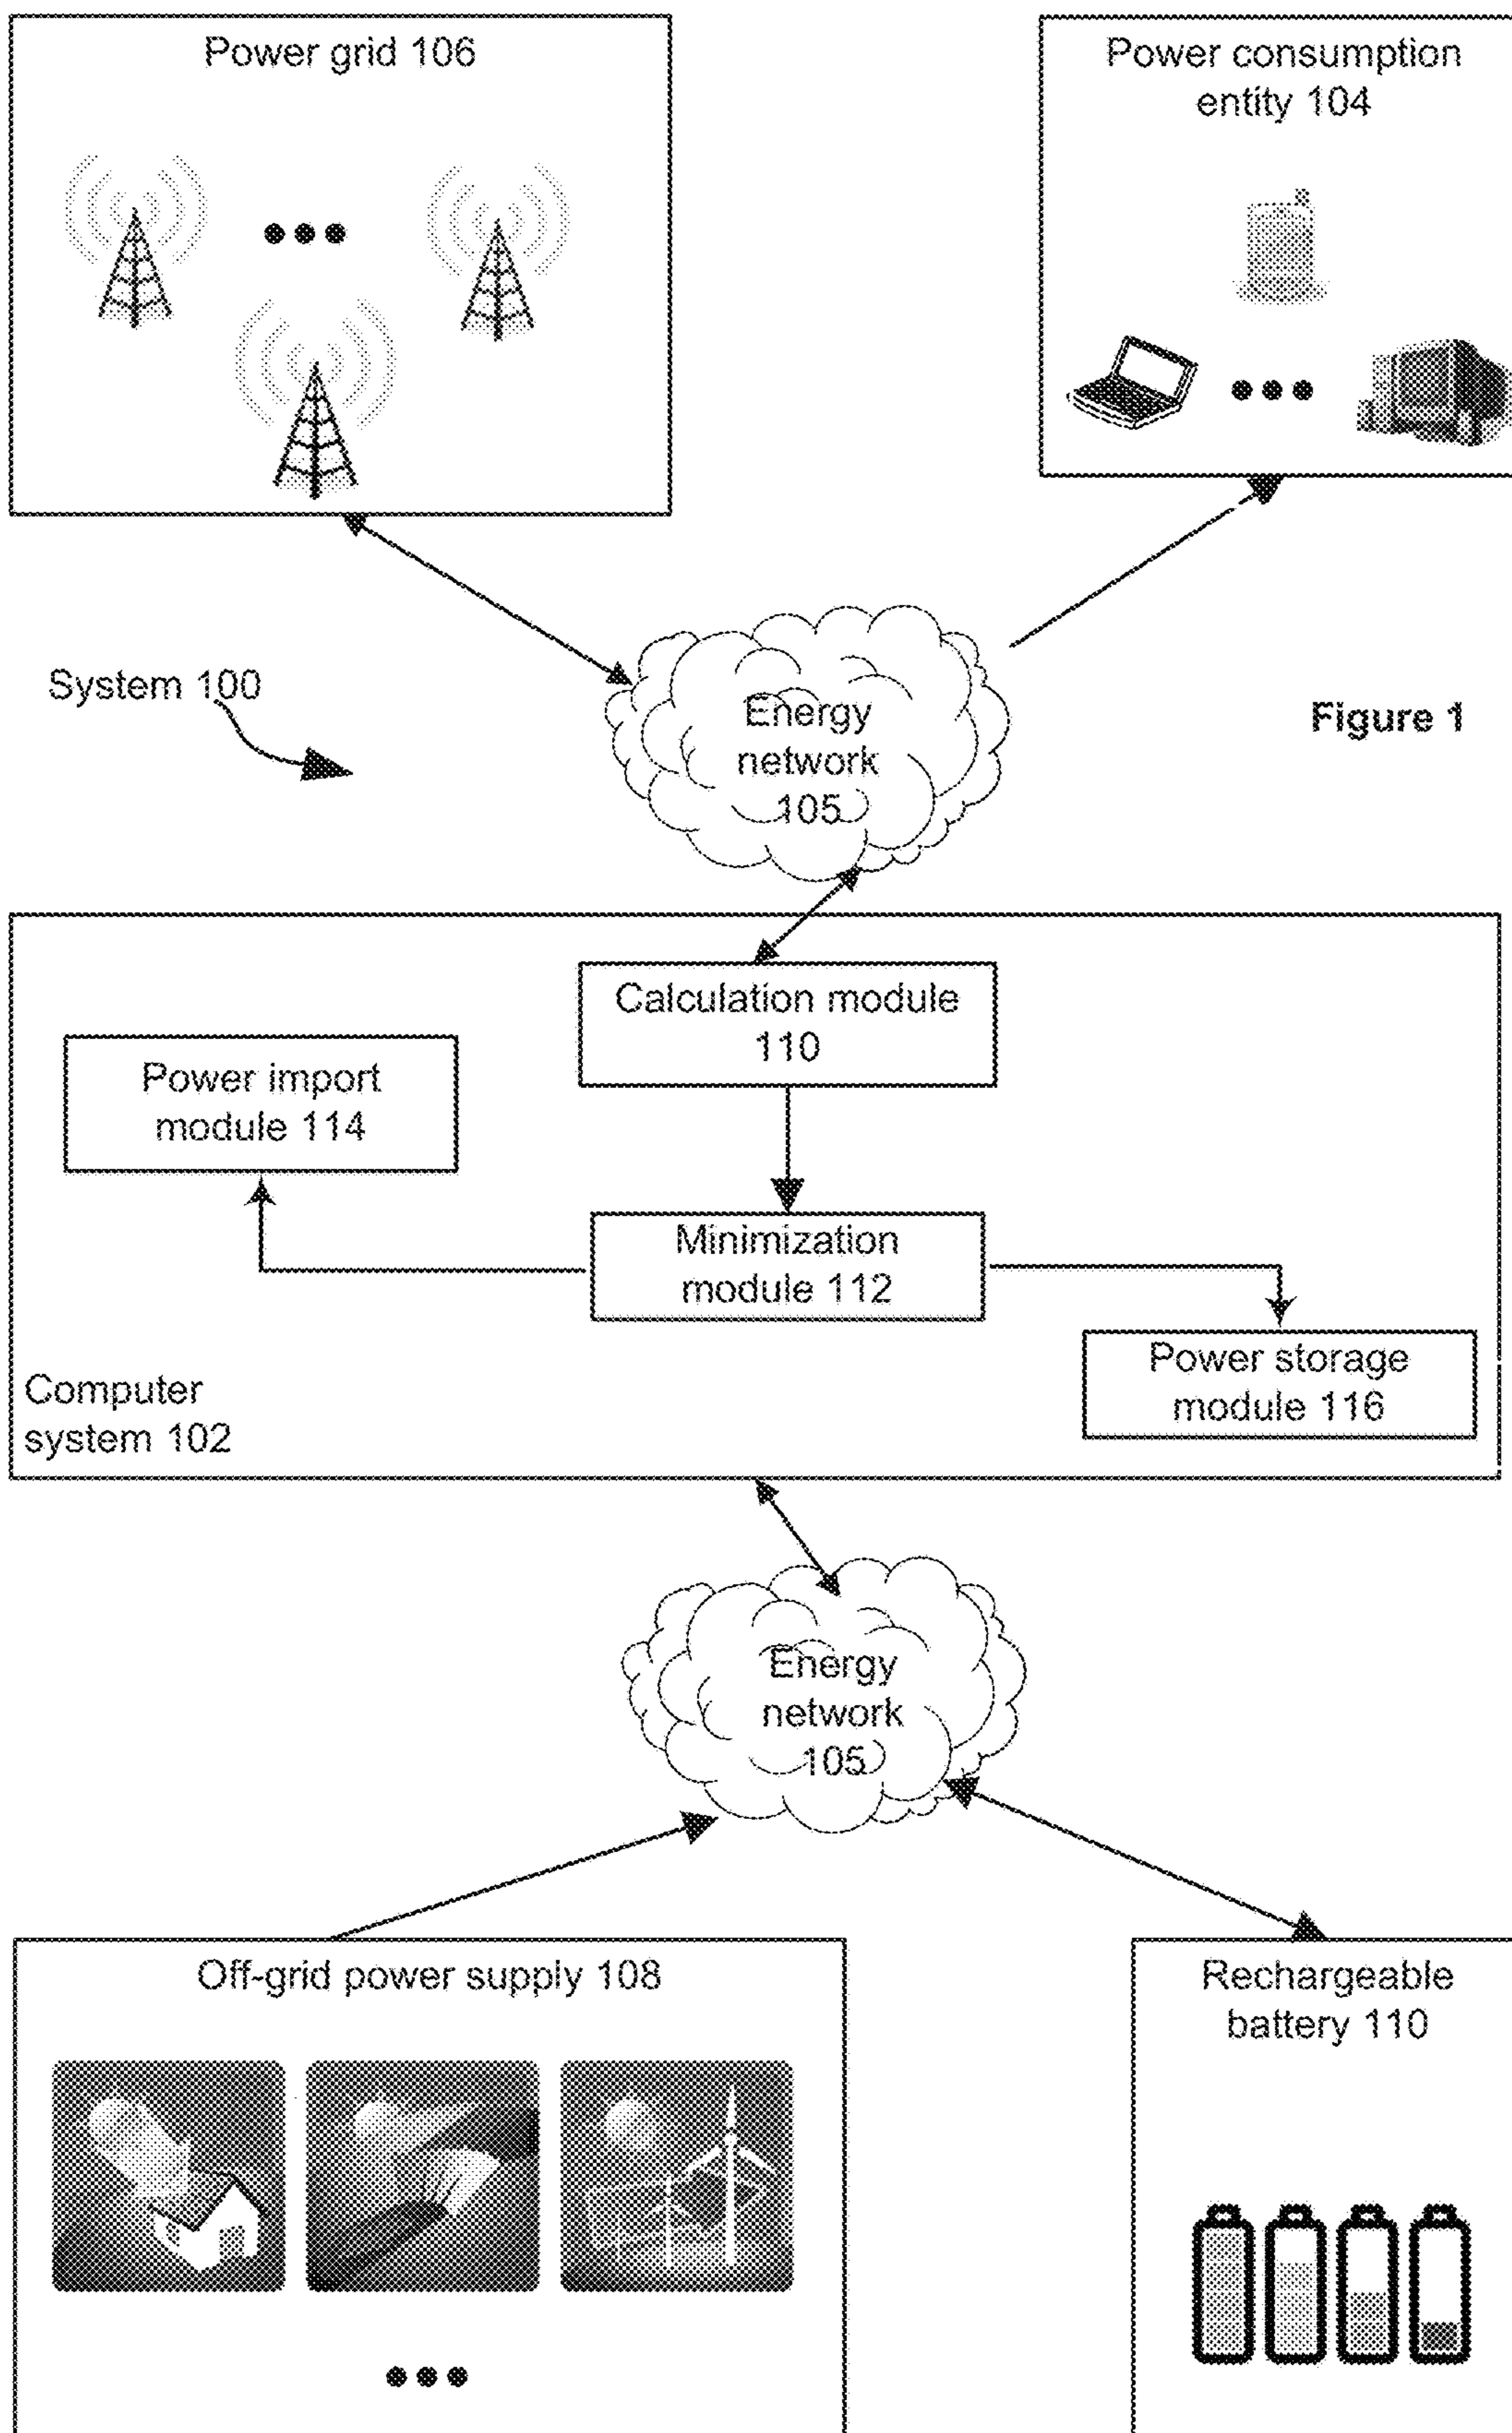 Power grid 106
Power consumption
entity 104
System 100
Energy
network
105
Figure 1
Calculation module
110
Power import
module 114
Minimization
module 112
Power storage
module 116
Computer
system 102
Energy
network
105
Off-grid power supply 108
Rechargeable
battery 110